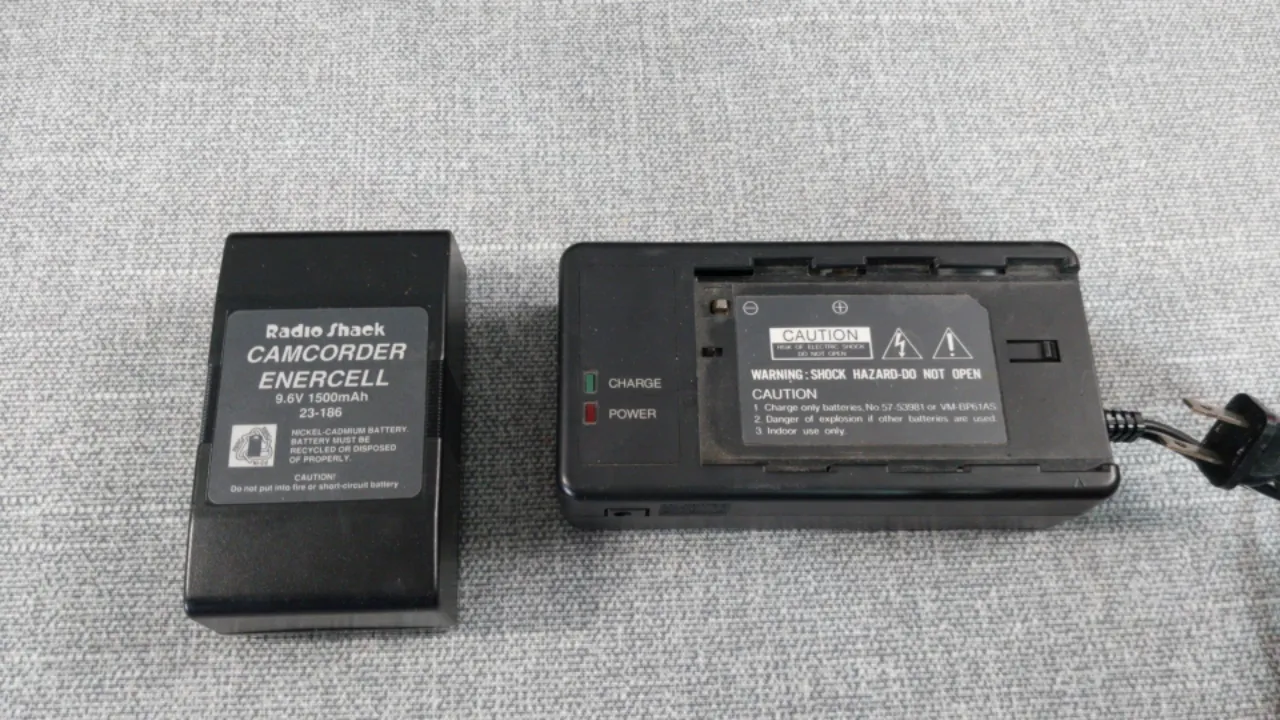 Radio Shack
CAMCORDER
ENERCELL
9.6V 1500mAh
23-186
NICKEL-CADMIUM BATTERY.
BATTERY MUST BE
RECYCLED OR DISPOSED
OF PROPERLY.
CAUTION!
Do not put into fire or short-circuit battery
CHARGE
POWER
CAUTION
RISK OF ELECTRIC SHOCK
DO NOT OPEN
WARNING : SHOCK HAZARD-DO NOT OPEN
CAUTION
1 Charge only batteries, No 57-53981 or VM-BP61AS.
2. Danger of explosion if other batteries are used.
3. Indoor use only.